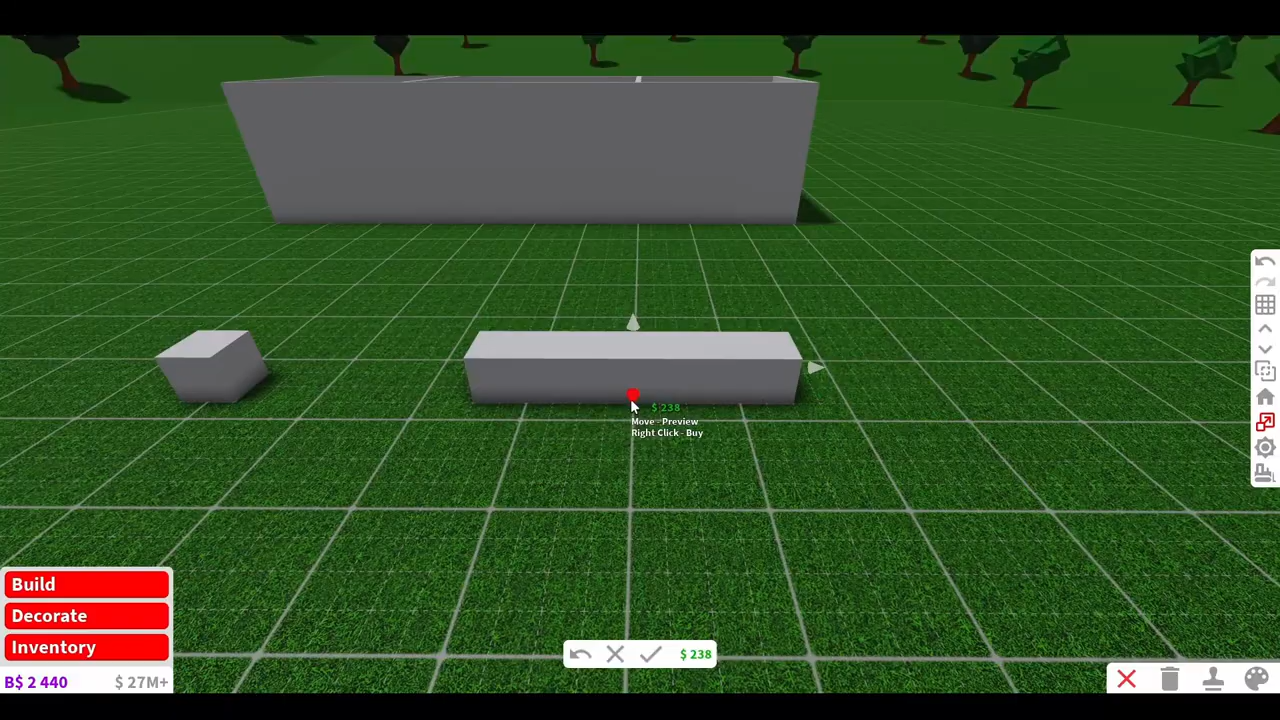 $ 238
Move - Preview
Right Click - Buy
Build
Decorate
Inventory
B$ 2 440 $ 27M+
$ 238